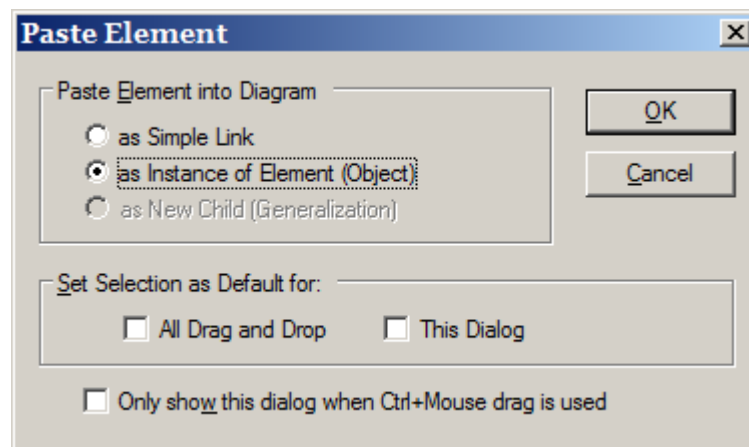 Paste Element
Paste Element into Diagram
OK
as Simple Link
as Instance of Element (Object)
Cancel
as New Child (Generalization)
Set Selection as Default for:
All Drag and Drop This Dialog
Only show this dialog when Ctrl+Mouse drag is used